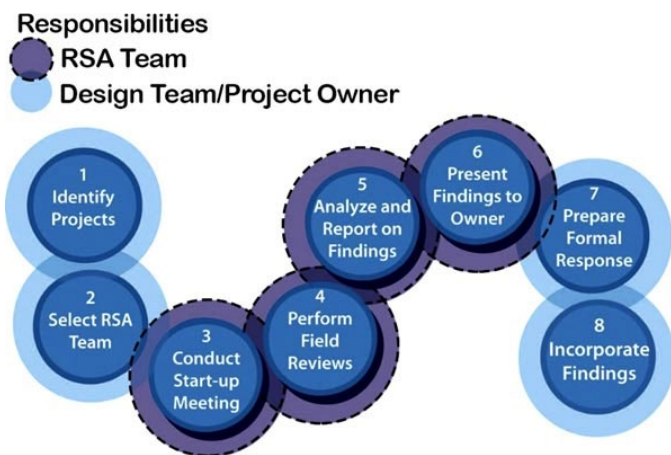 Responsibilities
RSA Team
Design Team/Project Owner
1
Identify
Projects
2
Select RSA
Team
3
Conduct
Start-up
Meeting
4
Perform
Field
Reviews
5
Analyze and
Report on
Findings
6
Present
Findings to
Owner
7
Prepare
Formal
Response
8
Incorporate
Findings